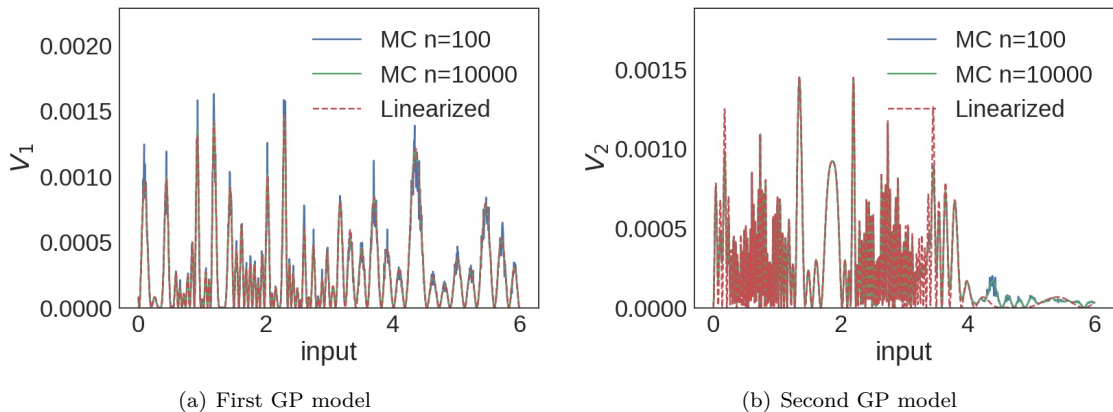 0.0020
0.0015
0.0010
0.0005
0.0000
V1
0 2 4 6
input
MC n=100
MC n=10000
Linearized
(a) First GP model
0.0015
0.0010
0.0005
0.0000
V2
0 2 4 6
input
MC n=100
MC n=10000
Linearized
(b) Second GP model